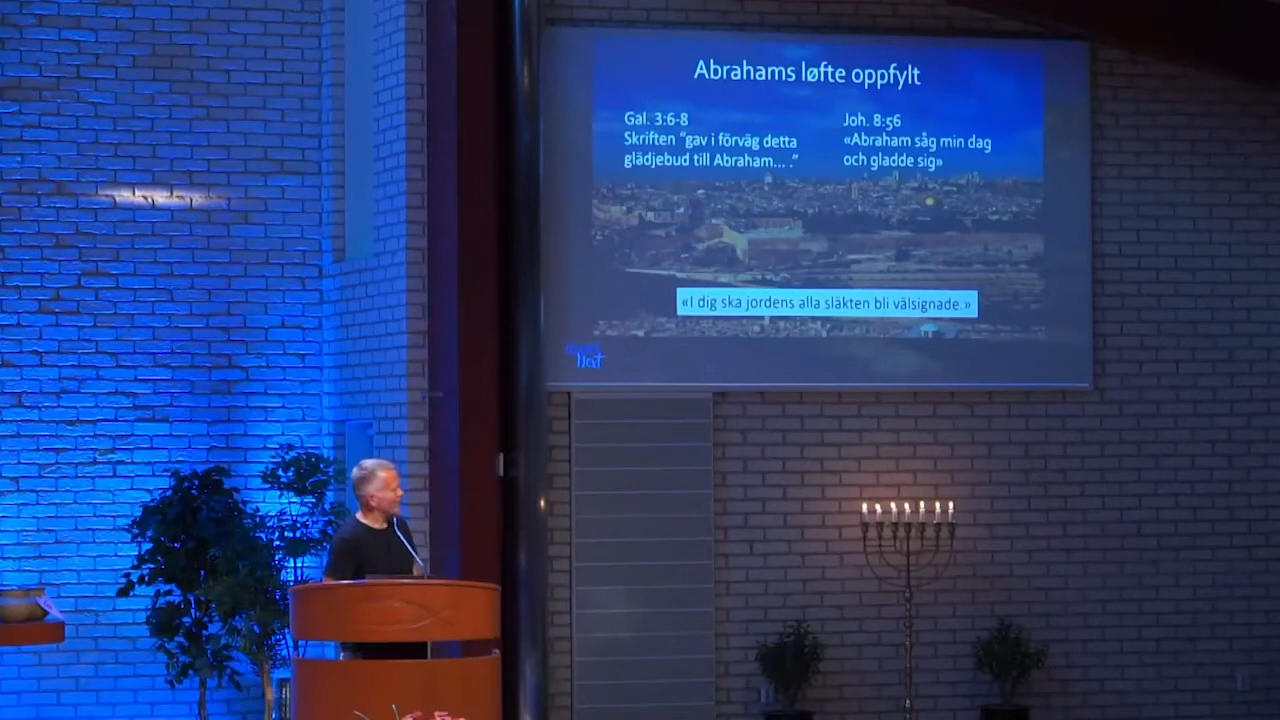 Abrahams løfte oppfylt
Gal. 3:6-8
Skriften "gav i förväg detta
glädjebud till Abraham... ."
Joh. 8:56
«Abraham såg min dag
och gladde sig»
«I dig ska jordens alla släkten bli välsignade.»
Next